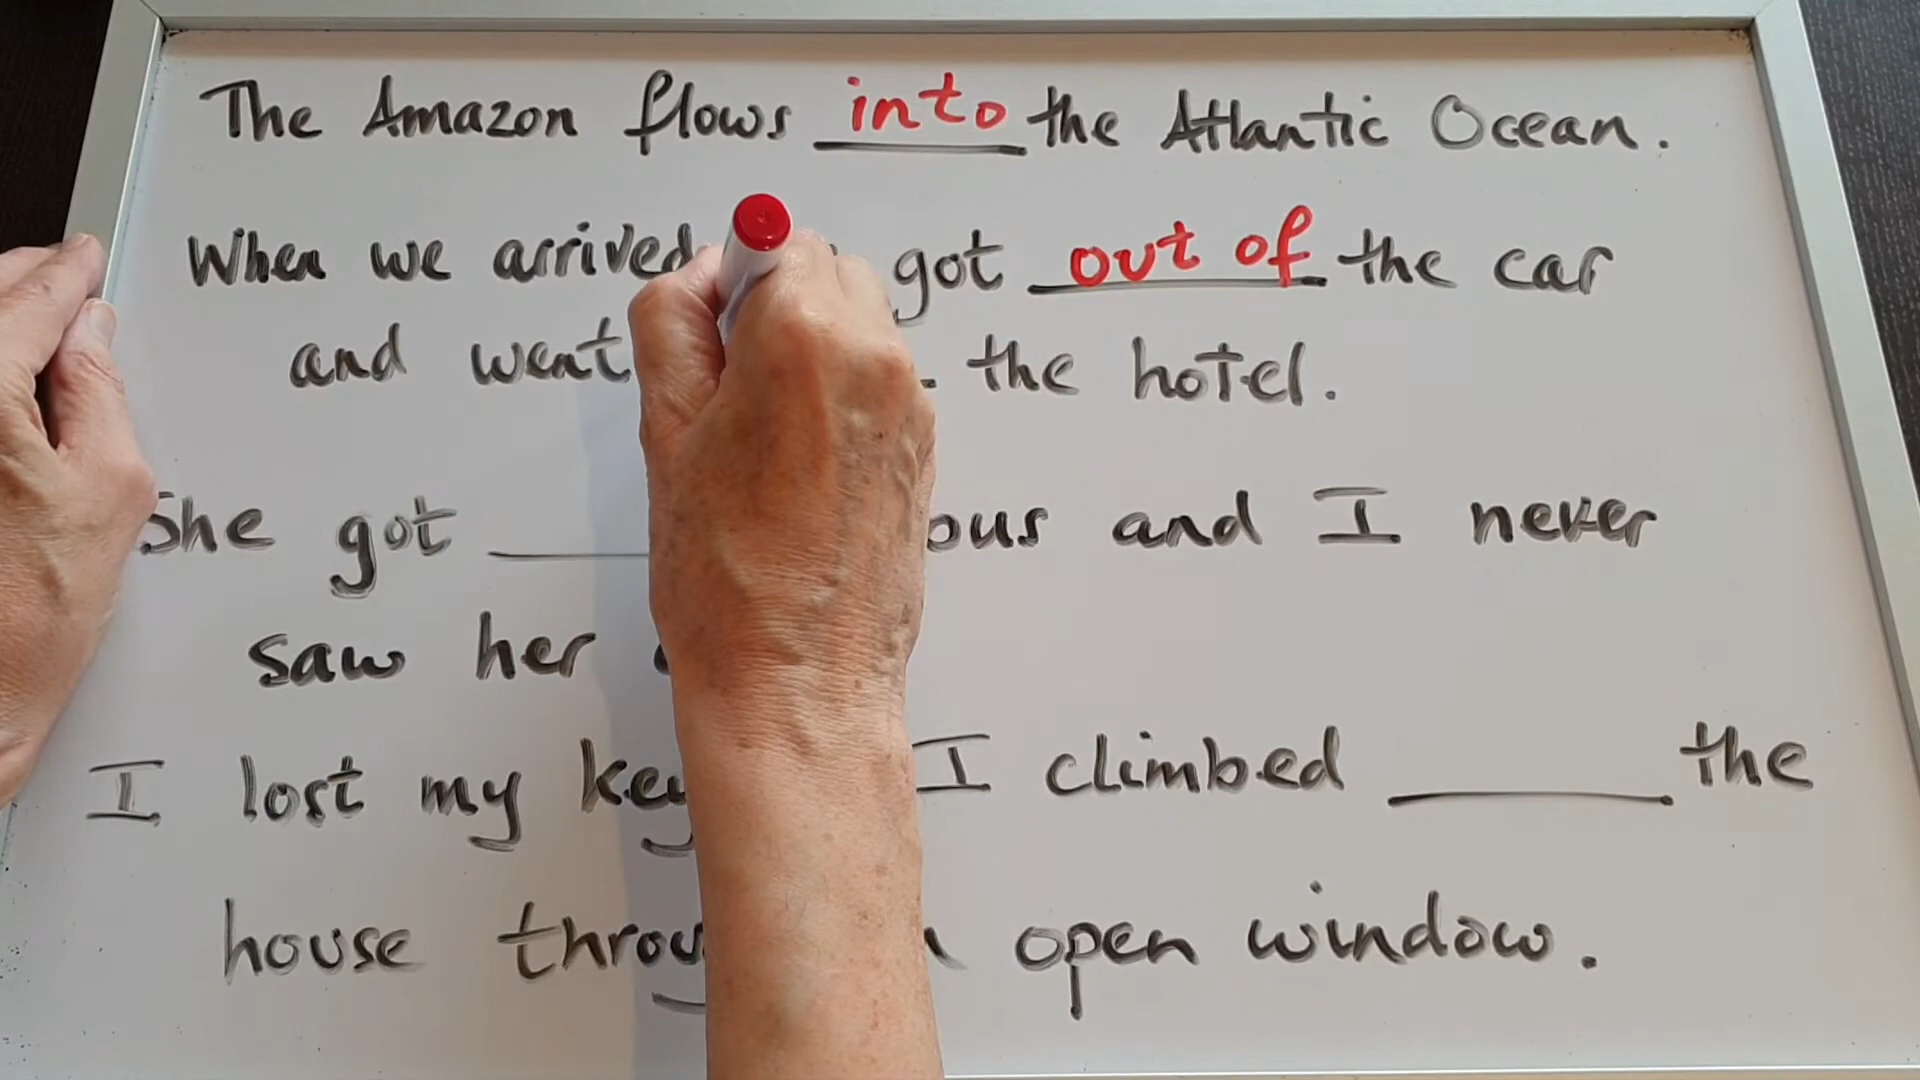 The Amazon flows into the Atlantic Ocean.
When we arrived got out of the car
and went the hotel.
She got and I never
saw her
I lost my I climbed the
house open window.